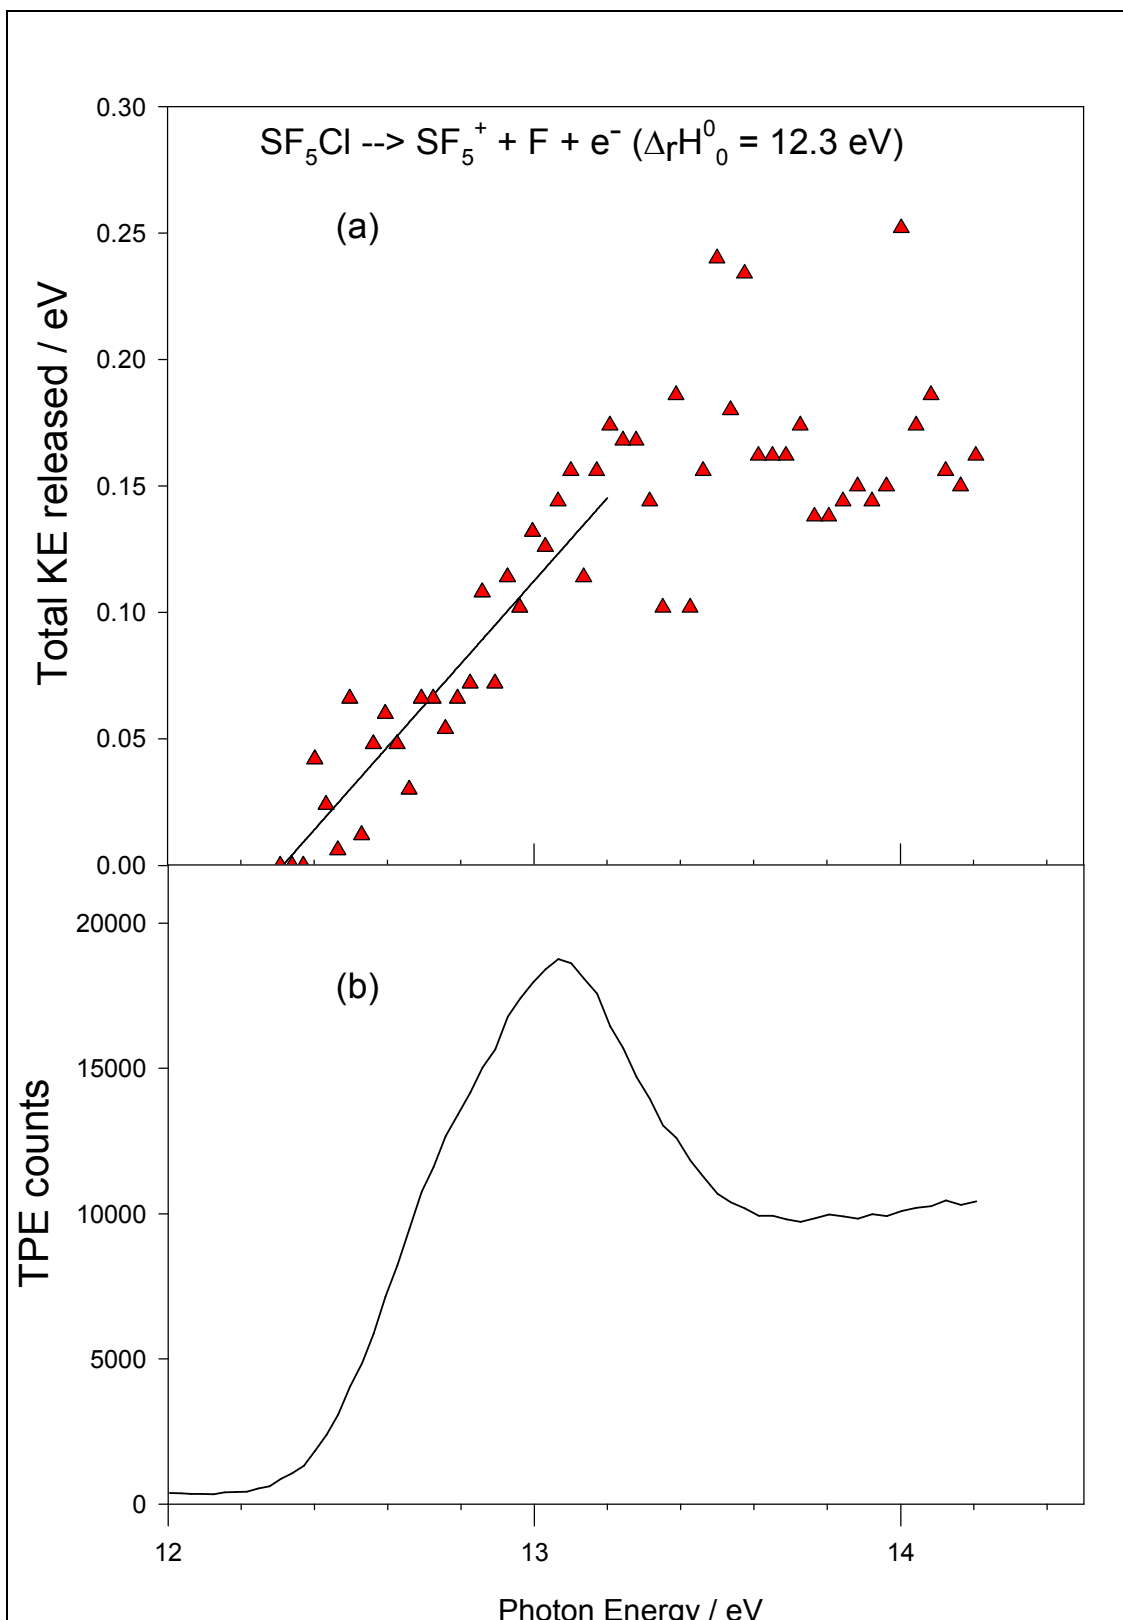 SF₅Cl --> SF₅⁺ + F + e⁻ (ΔrH⁰₀ = 12.3 eV)
(a)
Total KE released / eV
0.30
0.25
0.20
0.15
0.10
0.05
0.00
(b)
TPE counts
20000
15000
10000
5000
0
12 13 14
Photon Energy / eV